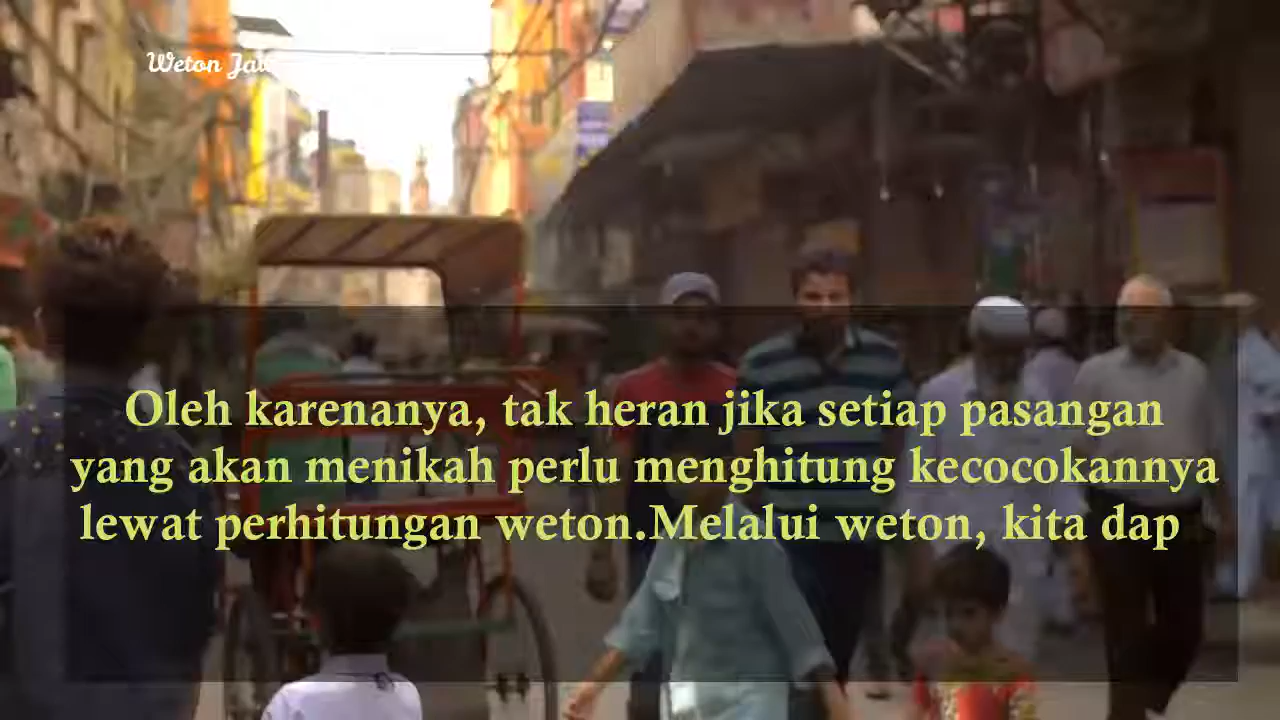 Weton Ja
Oleh karenanya, tak heran jika setiap pasangan
yang akan menikah perlu menghitung kecocokannya
lewat perhitungan weton.Melalui weton, kita dap